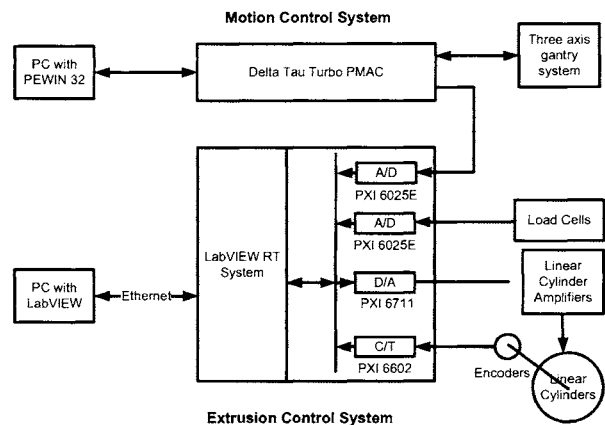 Motion Control System
PC with
PEWIN 32
Delta Tau Turbo PMAC
Three axis
gantry
system
A/D
PXI 6025E
A/D
PXI 6025E
Load Cells
LabVIEW RT
System
PC with
LabVIEW
Ethernet
D/A
PXI 6711
Linear
Cylinder
Amplifiers
C/T
PXI 6602
Encoders
Linear
Cylinders
Extrusion Control System